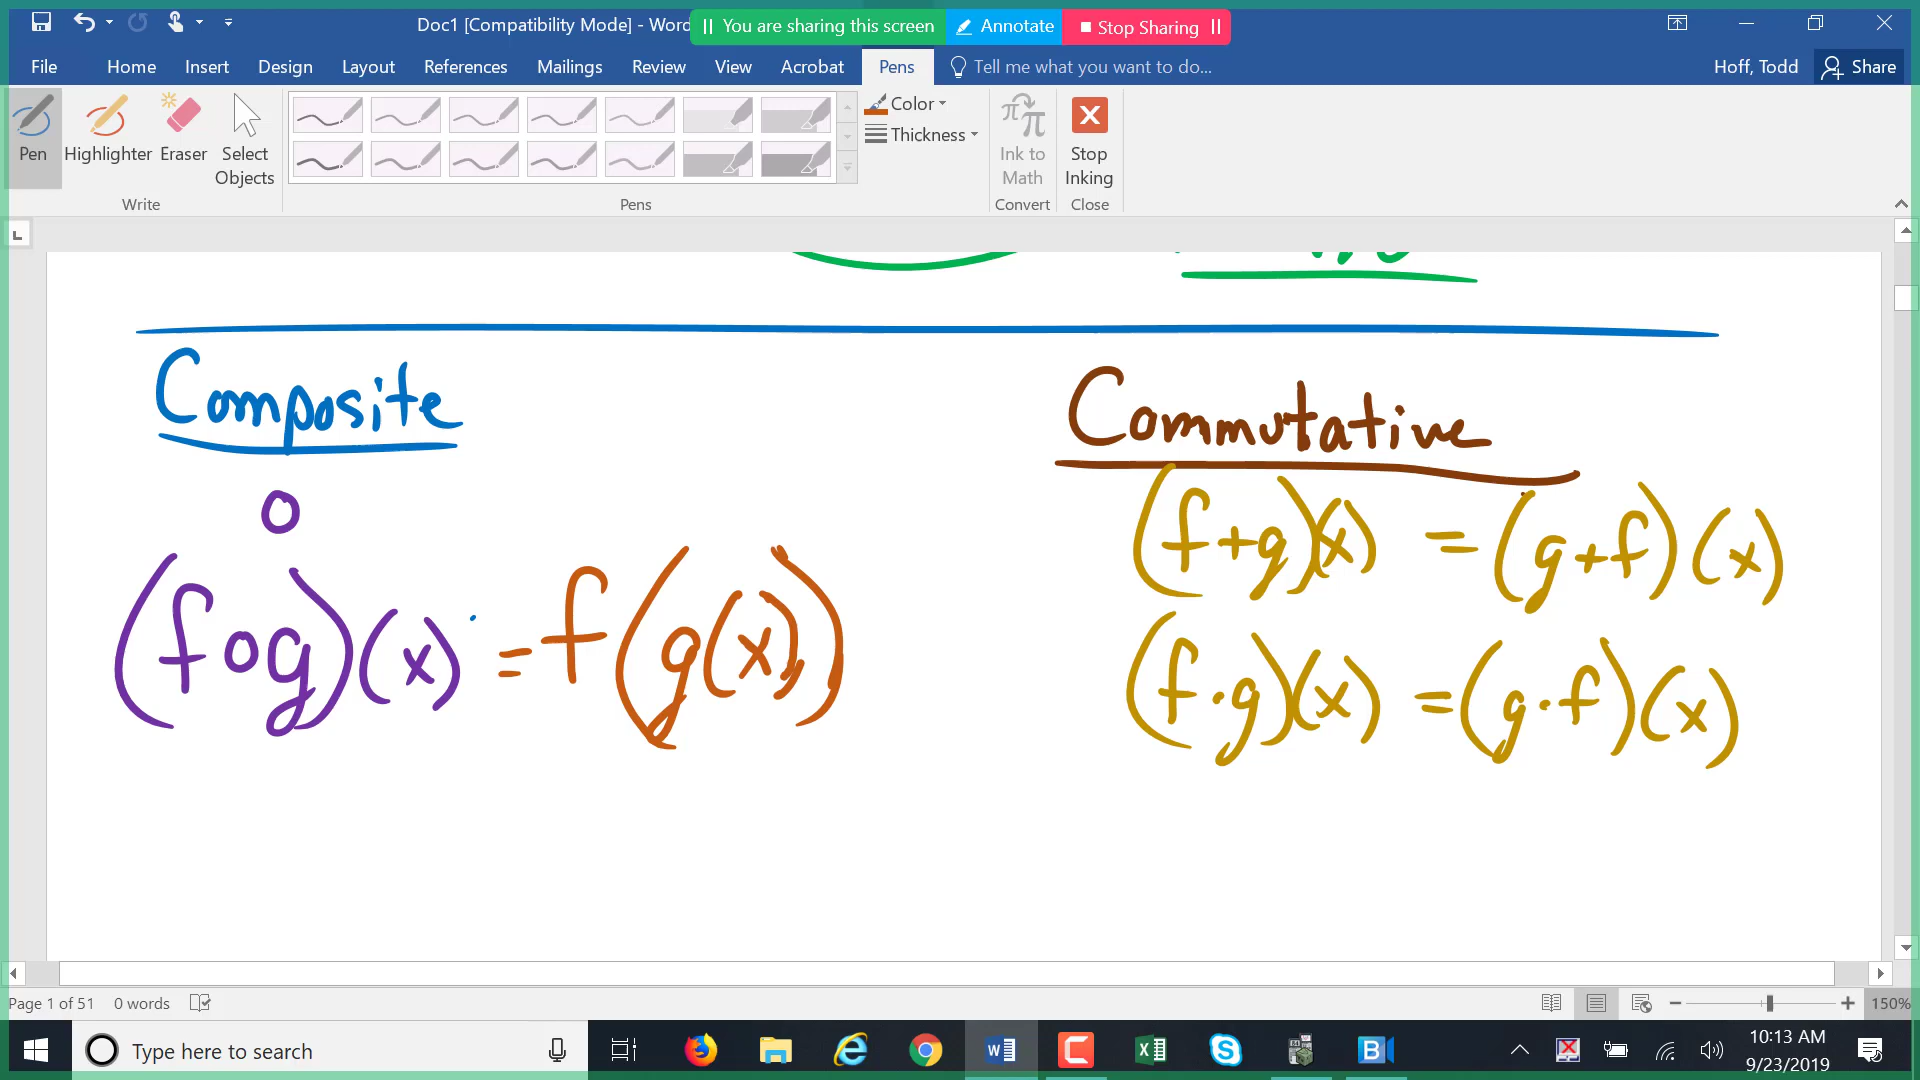 Doc1 [Compatibility Mode] - Word
You are sharing this screen
Annotate
Stop Sharing
File Home Insert Design Layout References Mailings Review View Acrobat Pens Tell me what you want to do... Hoff, Todd Share
Pen Highlighter Eraser Select Objects
Write
Pens
Color
Thickness
Ink to Math
Convert
Stop Inking
Close
Composite
o
(fog)(x) = f(g(x))
Commutative
(f+g)(x) = (g+f)(x)
(f·g)(x) = (g·f)(x)
Page 1 of 51 0 words 150%
Type here to search
10:13 AM
9/23/2019